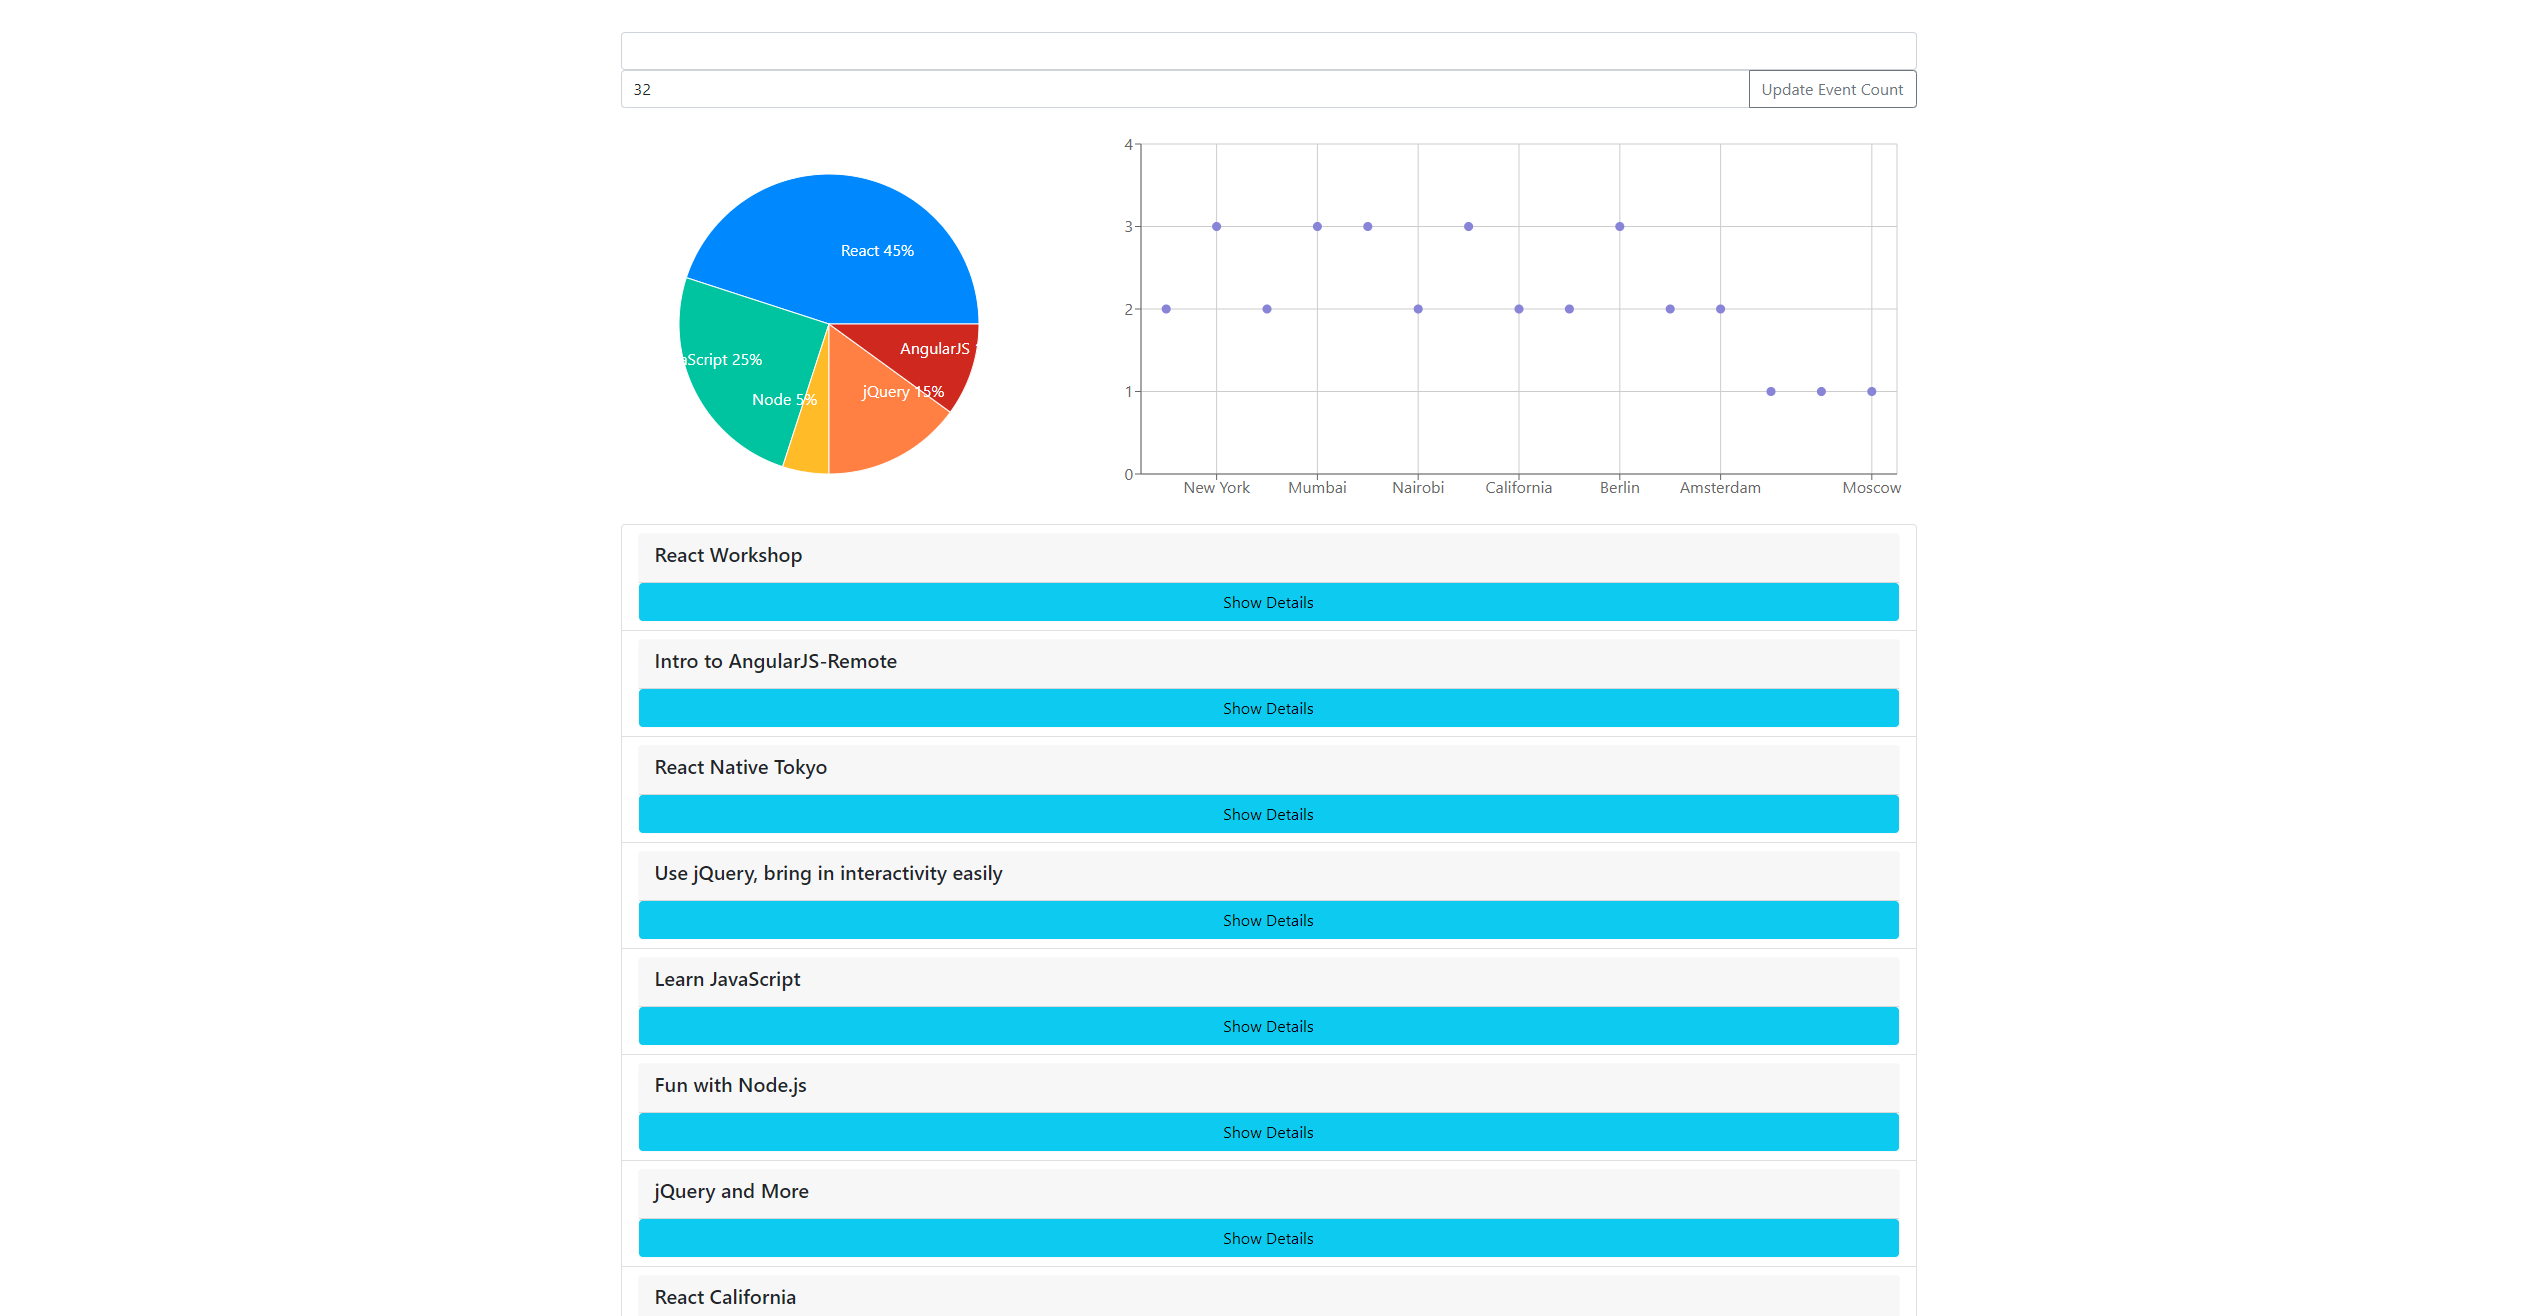 32
Update Event Count
React 45%
AngularJS
aScript 25%
jQuery 15%
Node 5%
4
3
2
1
0
New York
Mumbai
Nairobi
California
Berlin
Amsterdam
Moscow
React Workshop
Show Details
Intro to AngularJS-Remote
Show Details
React Native Tokyo
Show Details
Use jQuery, bring in interactivity easily
Show Details
Learn JavaScript
Show Details
Fun with Node.js
Show Details
jQuery and More
Show Details
React California